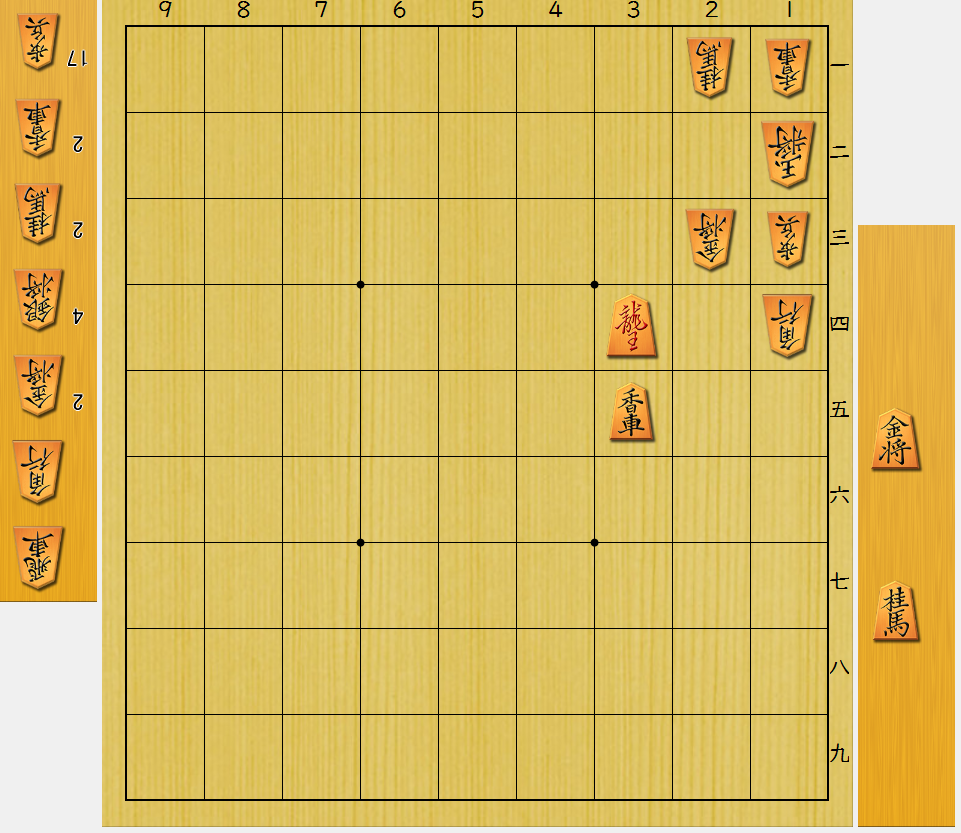 9 8 7 6 5 4 3 2 1
歩兵 17
香車 2
桂馬 2
銀将 4
金将 2
角行
飛車
桂馬 香車 一
玉将 二
金将 歩兵 三
龍王 角行 四
香車 五
六
七
八
九
金将
桂馬